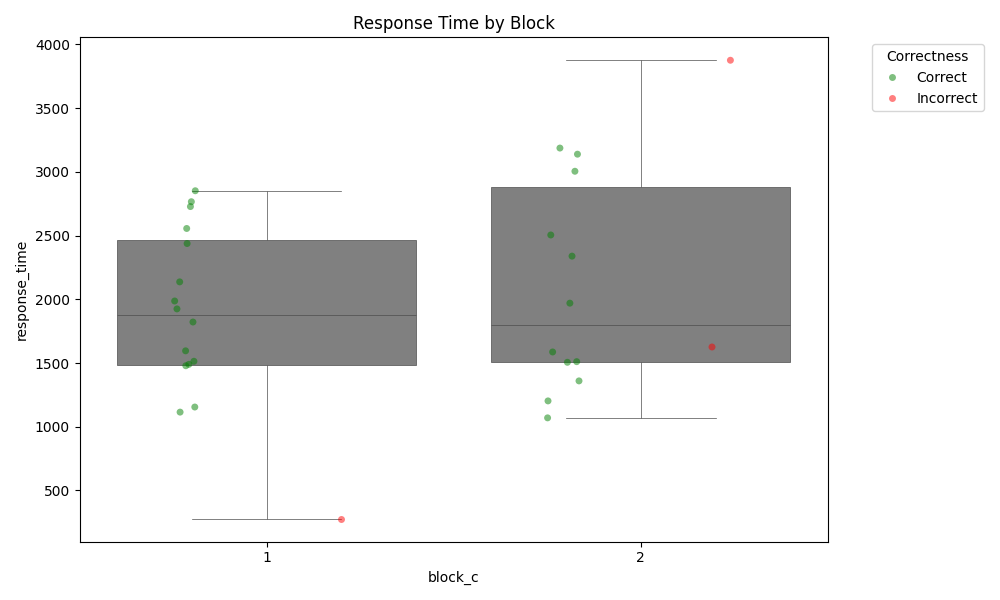 Response Time by Block
Correctness
Correct
Incorrect
response_time
4000
3500
3000
2500
2000
1500
1000
500
1
2
block_c